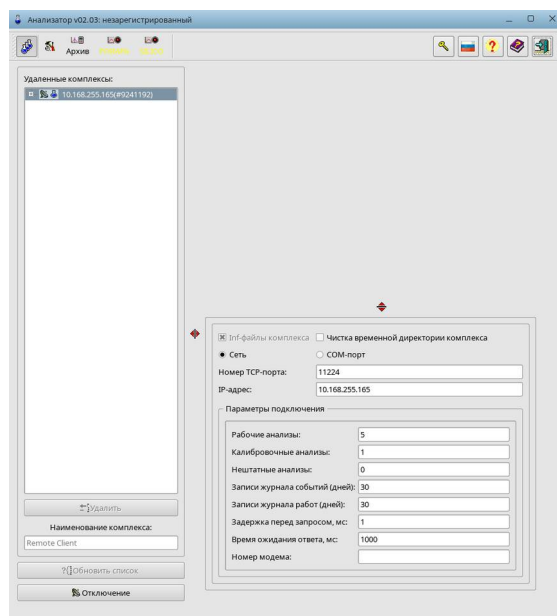 Анализатор v02.03: незарегистрированный
Архив
Удаленные комплексы:
10.168.255.165(#9241192)
Удалить
Наименование комплекса:
Remote Client
Обновить список
Отключение
Inf-файлы комплекса Чистка временной директории комплекса
Сеть COM-порт
Номер TCP-порта: 11224
IP-адрес: 10.168.255.165
Параметры подключения
Рабочие анализы: 5
Калибровочные анализы: 1
Нештатные анализы: 0
Записи журнала событий (дней): 30
Записи журнала работ (дней): 30
Задержка перед запросом, мс: 1
Время ожидания ответа, мс: 1000
Номер модема: